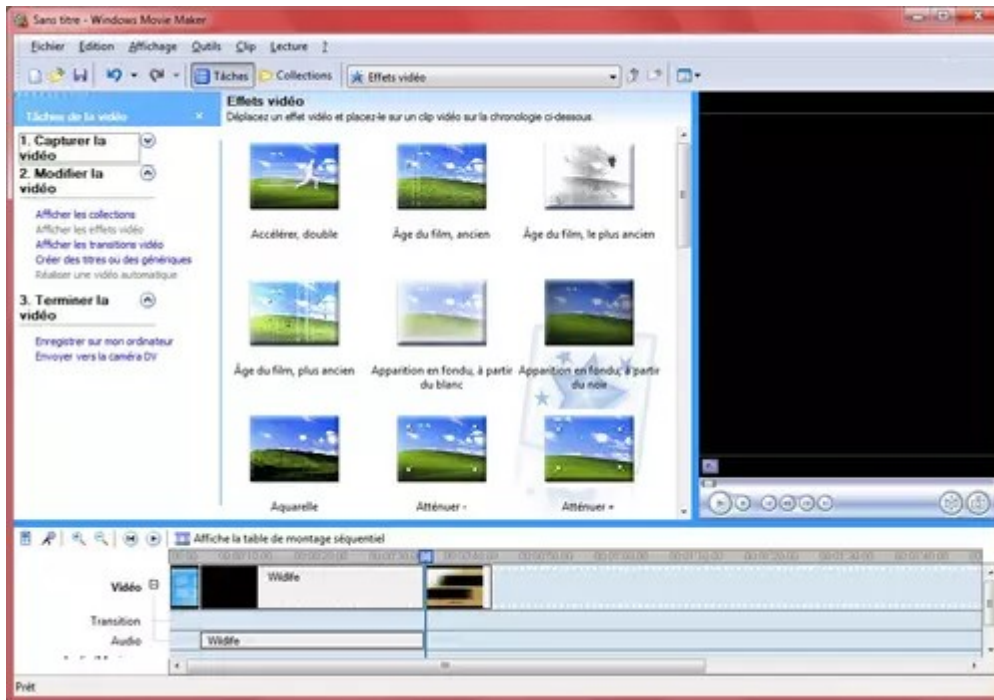 Sans titre - Windows Movie Maker
Fichier Edition Affichage Outils Clip Lecture ?
Tâches Collections Effets vidéo
Tâches de la vidéo
1. Capturer la
vidéo
2. Modifier la
vidéo
Afficher les collections
Afficher les effets vidéo
Afficher les transitions vidéo
Créer des titres ou des génériques
Réaliser une vidéo automatique
3. Terminer la
vidéo
Enregistrer sur mon ordinateur
Envoyer vers la caméra DV
Effets vidéo
Déplacez un effet vidéo et placez-le sur un clip vidéo sur la chronologie ci-dessous.
Accélérer, double
Âge du film, ancien
Âge du film, le plus ancien
Âge du film, plus ancien
Apparition en fondu, à partir
du blanc
Apparition en fondu, à partir
du noir
Aquarelle
Atténuer -
Atténuer +
Affiche la table de montage séquentiel
Vidéo
Wildlife
Transition
Audio
Wildlife
Prêt